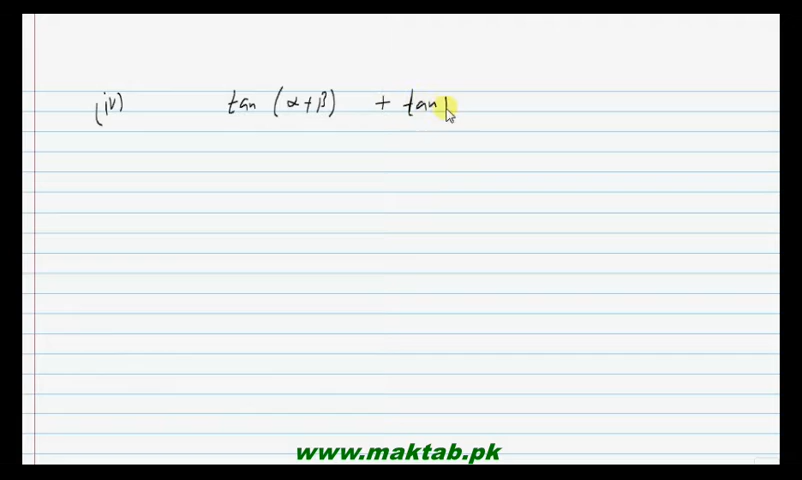 (iv) tan (α+β) + tan
www.maktab.pk